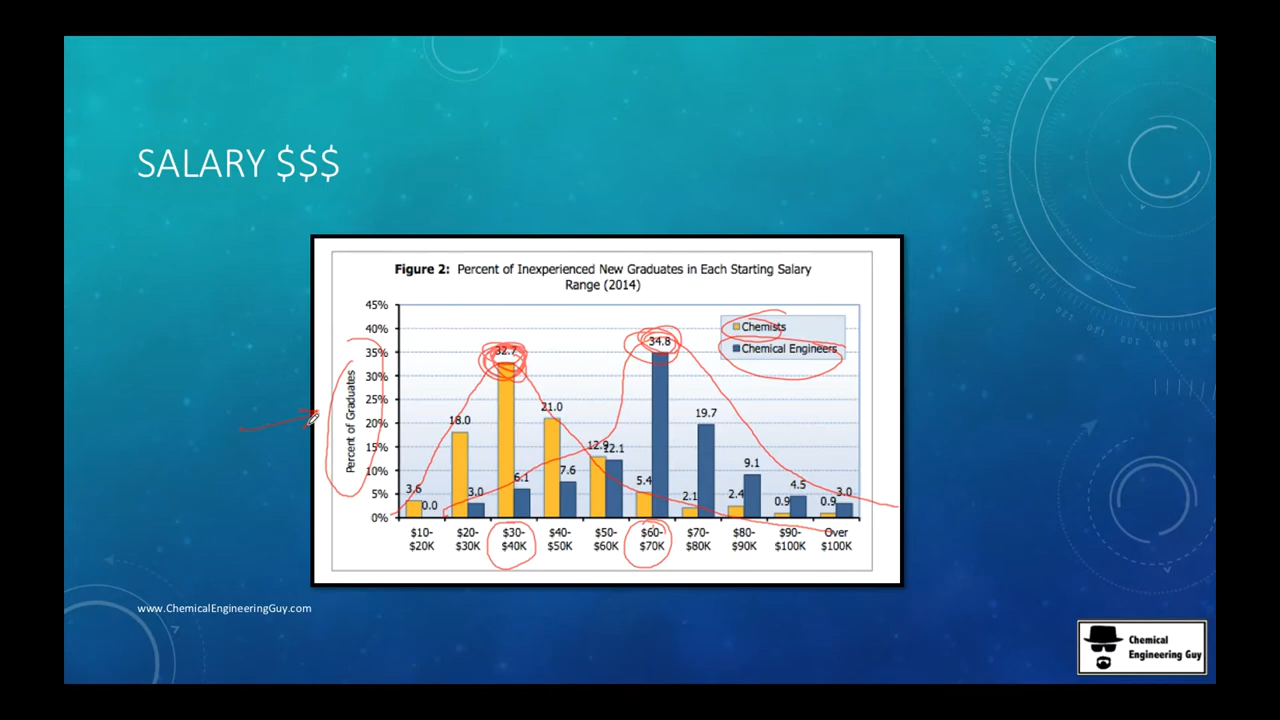 SALARY $$$
Figure 2: Percent of Inexperienced New Graduates in Each Starting Salary
Range (2014)
45%
40%
35%
30%
25%
20%
15%
10%
5%
0%
Percent of Graduates
Chemists
Chemical Engineers
3.6
0.0
18.0
3.0
32.7
6.1
21.0
7.6
12.9
12.1
5.4
34.8
2.1
19.7
2.4
9.1
0.9
4.5
0.9
3.0
$10-
$20K
$20-
$30K
$30-
$40K
$40-
$50K
$50-
$60K
$60-
$70K
$70-
$80K
$80-
$90K
$90-
$100K
Over
$100K
www.ChemicalEngineeringGuy.com
Chemical
Engineering Guy